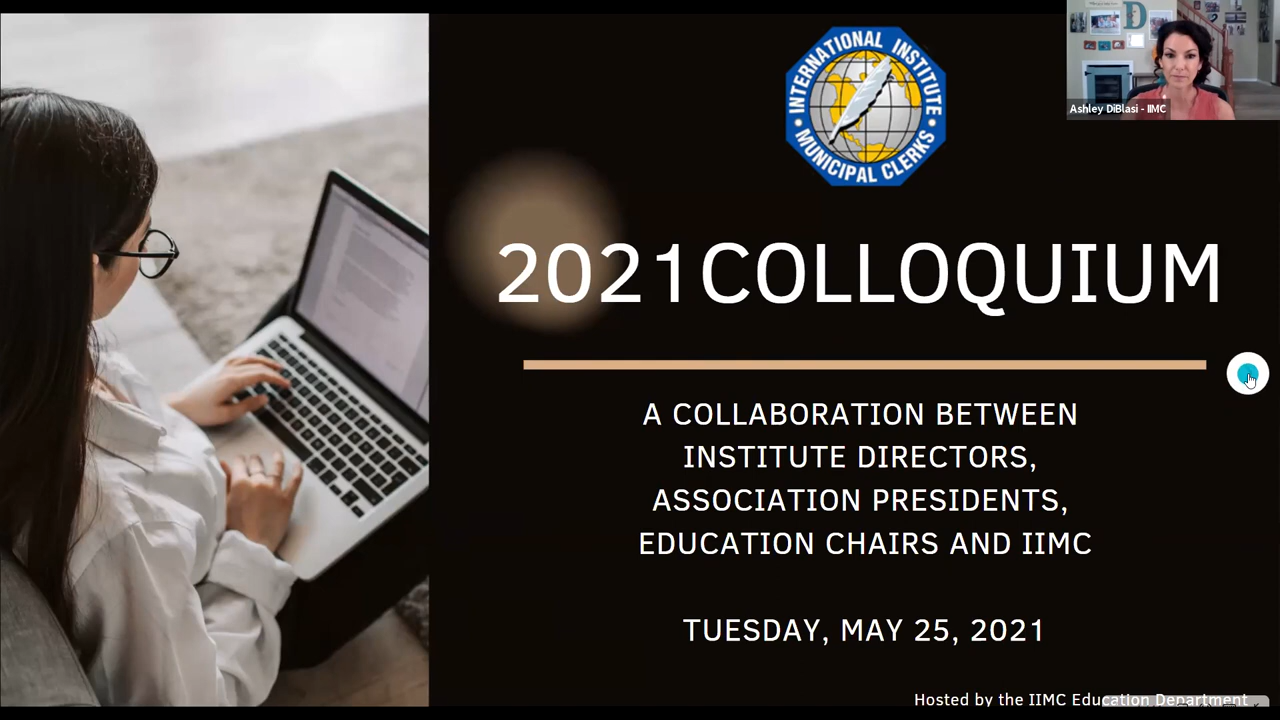 INTERNATIONAL INSTITUTE
MUNICIPAL CLERKS
Ashley DiBlasi - IIMC
2021COLLOQUIUM
A COLLABORATION BETWEEN
INSTITUTE DIRECTORS,
ASSOCIATION PRESIDENTS,
EDUCATION CHAIRS AND IIMC
TUESDAY, MAY 25, 2021
Hosted by the IIMC Education Department